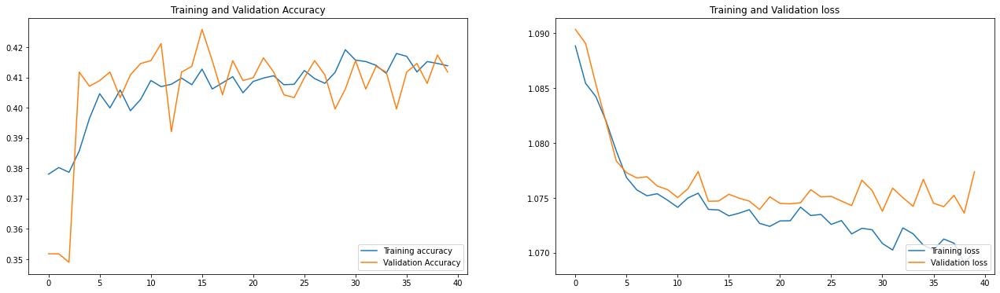 Training and Validation Accuracy
0.42
0.41
0.40
0.39
0.38
0.37
0.36
0.35
0 5 10 15 20 25 30 35 40
Training accuracy
Validation Accuracy
Training and Validation loss
1.090
1.085
1.080
1.075
1.070
0 5 10 15 20 25 30 35 40
Training loss
Validation loss